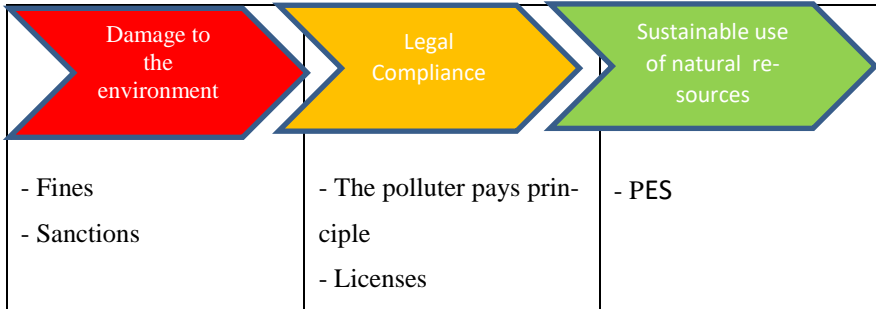 Damage to
the
environment
Legal
Compliance
Sustainable use
of natural re-
sources
- Fines
- Sanctions
- The polluter pays prin-
ciple
- Licenses
- PES